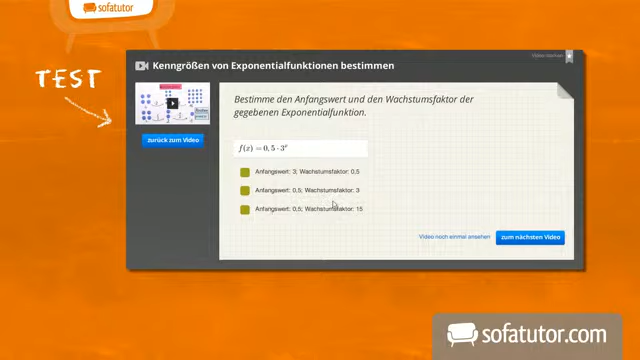 sofatutor
TEST
Kenngrößen von Exponentialfunktionen bestimmen
Bestimme den Anfangswert und den Wachstumsfaktor der
gegebenen Exponentialfunktion.
zurück zum Video
f(x) = 0,5 · 3ˣ
Anfangswert: 3; Wachstumsfaktor: 0,5
Anfangswert: 0,5; Wachstumsfaktor: 3
Anfangswert: 0,5; Wachstumsfaktor: 15
Video noch einmal ansehen
zum nächsten Video
sofatutor.com